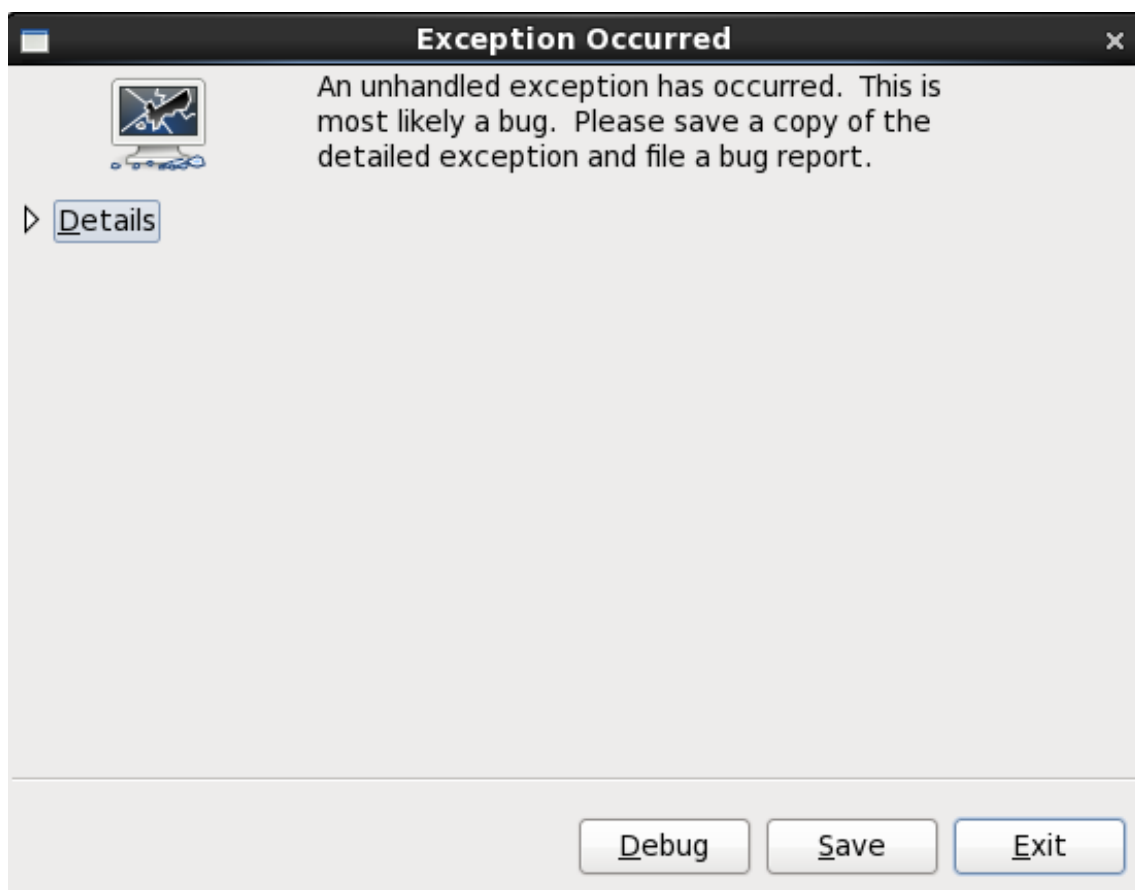 Exception Occurred
An unhandled exception has occurred.  This is
most likely a bug.  Please save a copy of the
detailed exception and file a bug report.
Details
Debug
Save
Exit